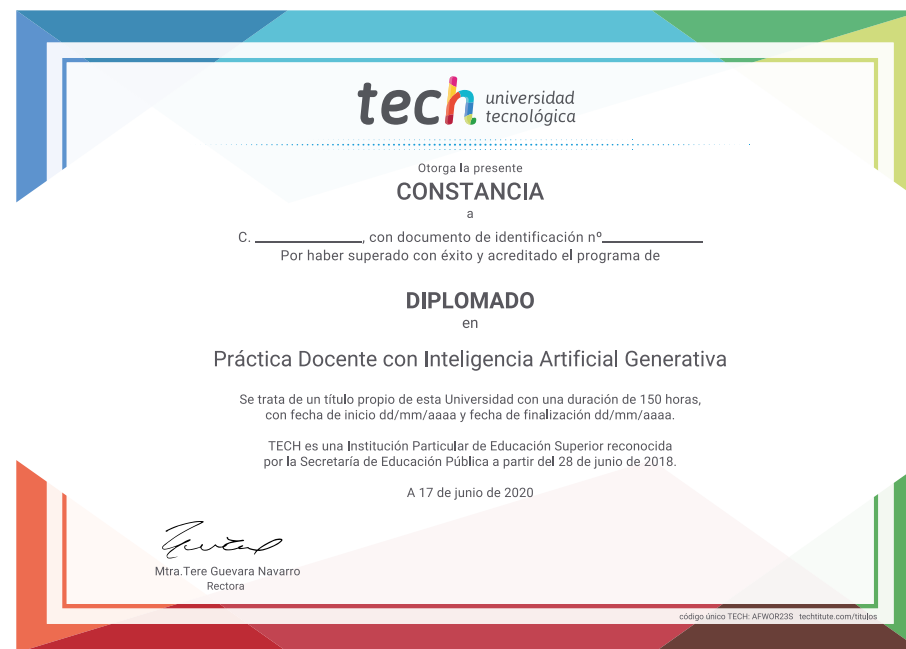 tech universidad
tecnológica
Otorga la presente
CONSTANCIA
a
C. ____________, con documento de identificación nº____________
Por haber superado con éxito y acreditado el programa de
DIPLOMADO
en
Práctica Docente con Inteligencia Artificial Generativa
Se trata de un título propio de esta Universidad con una duración de 150 horas,
con fecha de inicio dd/mm/aaaa y fecha de finalización dd/mm/aaaa.
TECH es una Institución Particular de Educación Superior reconocida
por la Secretaría de Educación Pública a partir del 28 de junio de 2018.
A 17 de junio de 2020
Mtra.Tere Guevara Navarro
Rectora
código único TECH: AFWOR23S techtitute.com/titulos